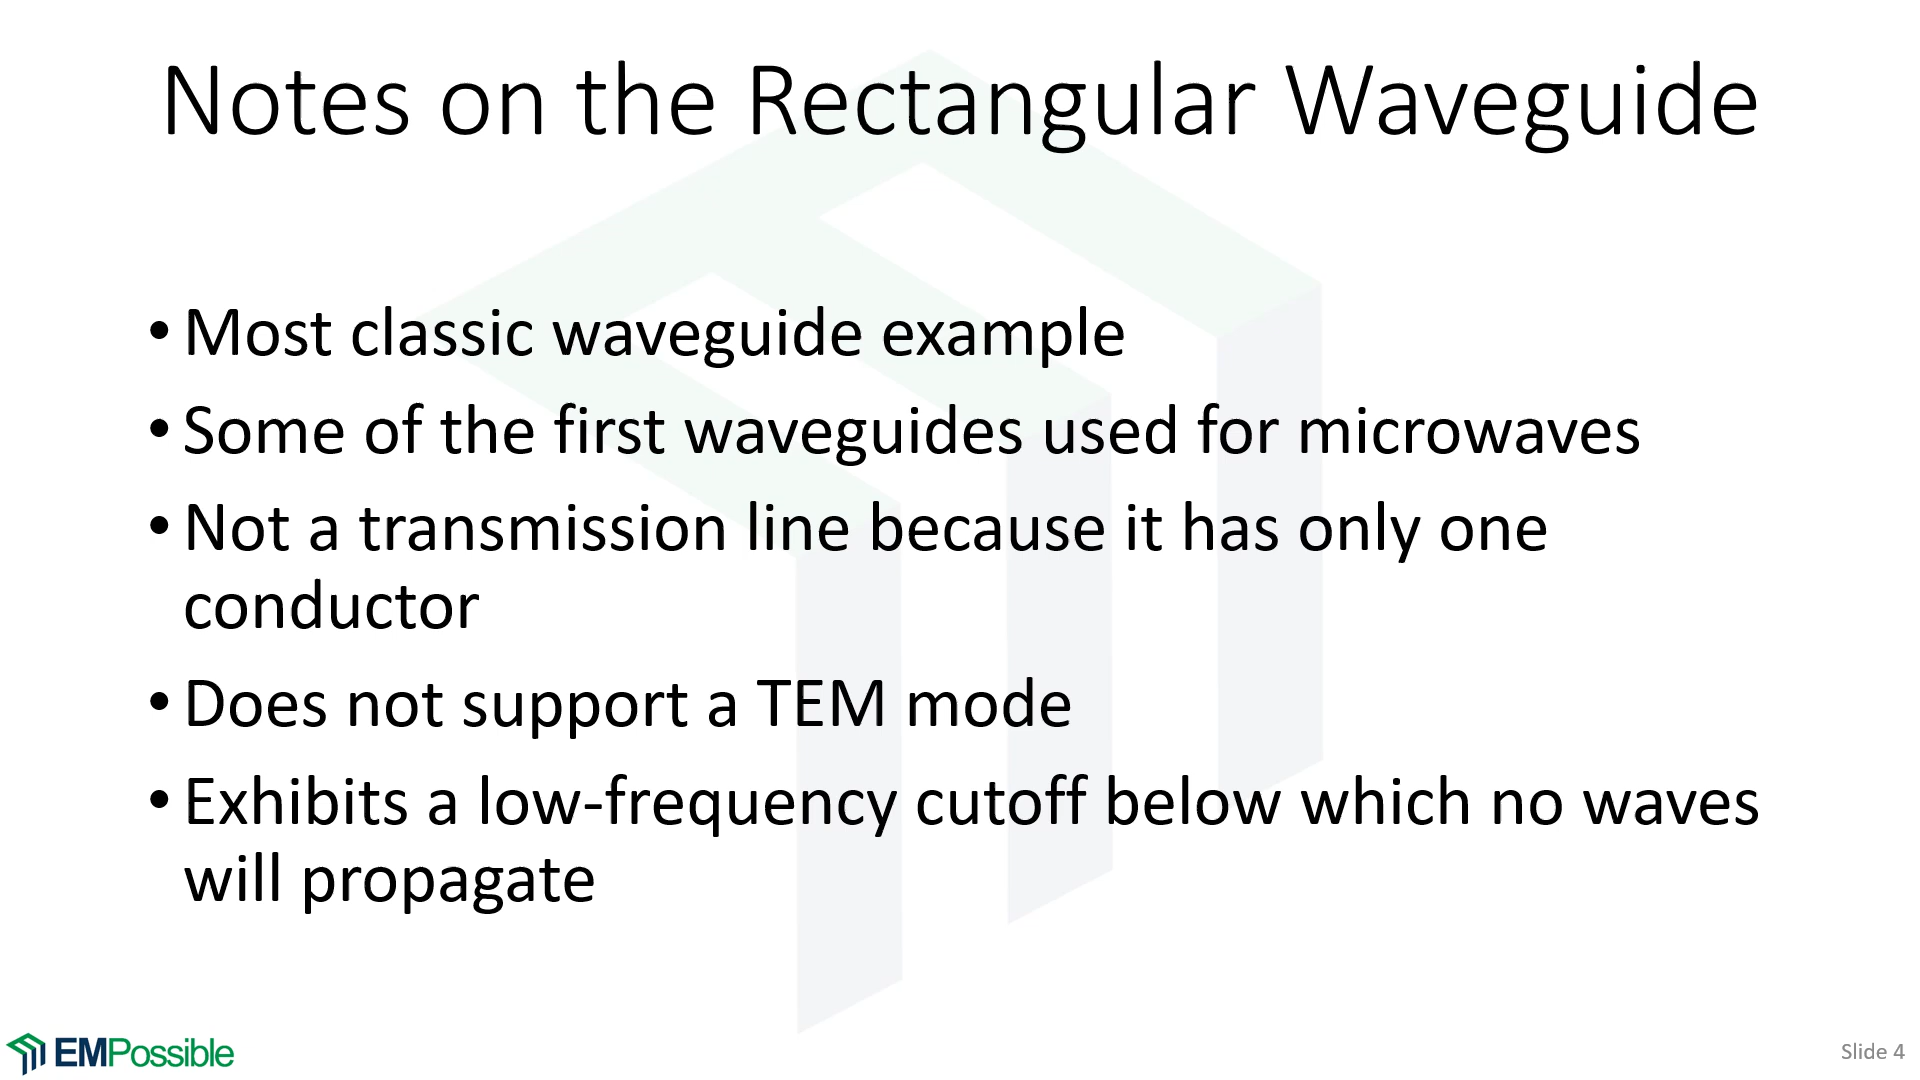 Notes on the Rectangular Waveguide
• Most classic waveguide example
• Some of the first waveguides used for microwaves
• Not a transmission line because it has only one
conductor
• Does not support a TEM mode
• Exhibits a low-frequency cutoff below which no waves
will propagate
EMPossible
Slide 4